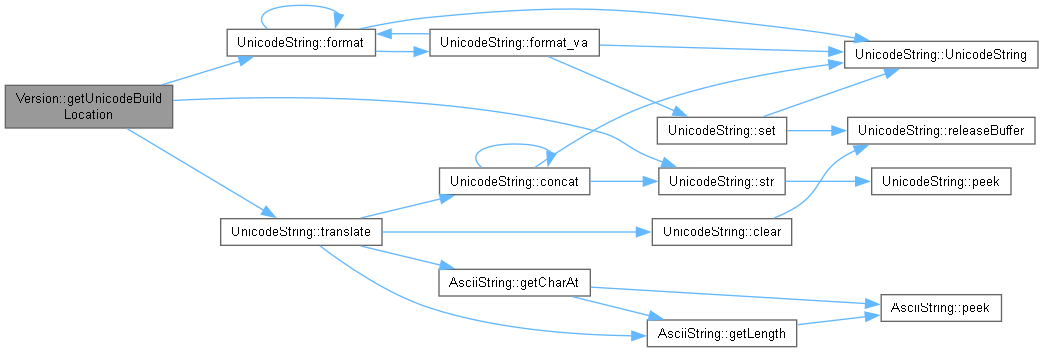 UnicodeString::format
UnicodeString::format_va
UnicodeString::UnicodeString
Version::getUnicodeBuild
Location
UnicodeString::set
UnicodeString::releaseBuffer
UnicodeString::concat
UnicodeString::str
UnicodeString::peek
UnicodeString::translate
UnicodeString::clear
AsciiString::getCharAt
AsciiString::peek
AsciiString::getLength